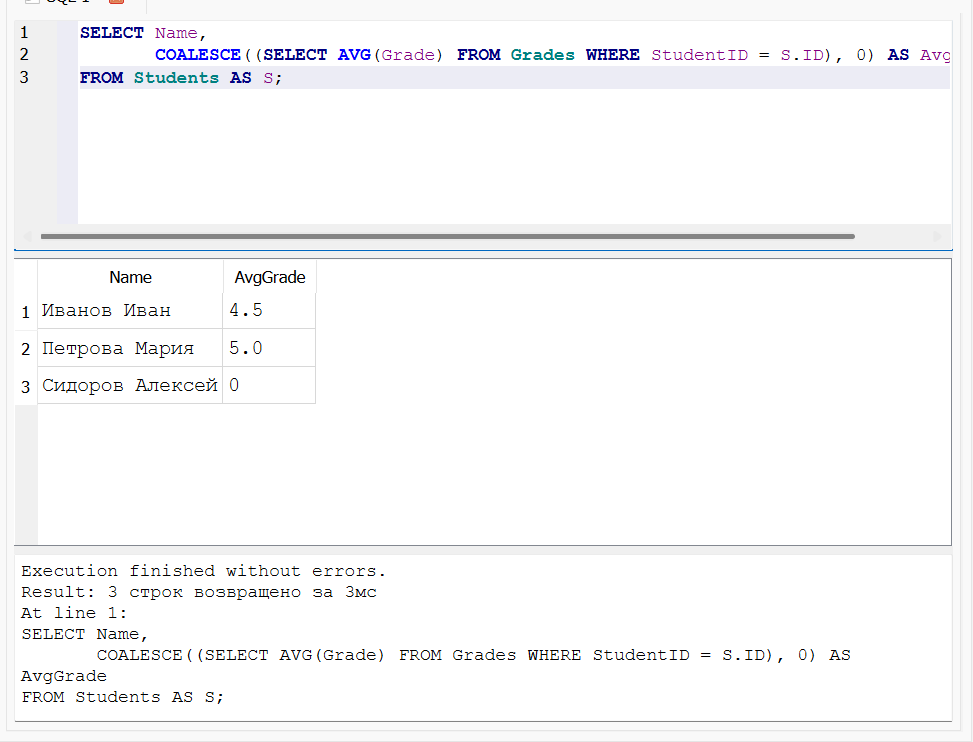 SQL 1
1 SELECT Name,
2 COALESCE((SELECT AVG(Grade) FROM Grades WHERE StudentID = S.ID), 0) AS Avg
3 FROM Students AS S;
Name AvgGrade
1 Иванов Иван 4.5
2 Петрова Мария 5.0
3 Сидоров Алексей 0
Execution finished without errors.
Result: 3 строк возвращено за 3мс
At line 1:
SELECT Name,
COALESCE((SELECT AVG(Grade) FROM Grades WHERE StudentID = S.ID), 0) AS
AvgGrade
FROM Students AS S;